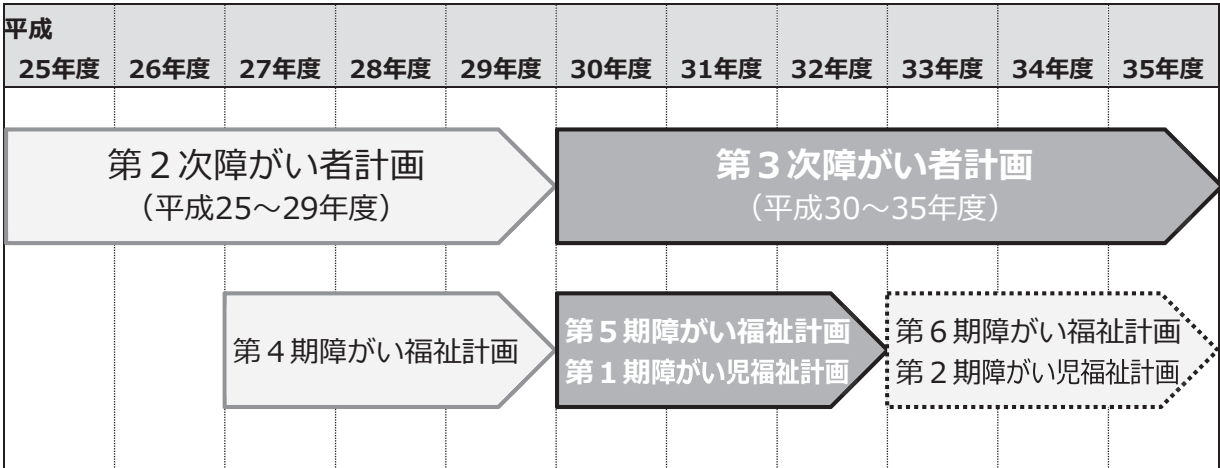 平成
25年度 26年度 27年度 28年度 29年度 30年度 31年度 32年度 33年度 34年度 35年度
第２次障がい者計画
（平成25～29年度）
第３次障がい者計画
（平成30～35年度）
第４期障がい福祉計画
第５期障がい福祉計画
第１期障がい児福祉計画
第６期障がい福祉計画
第２期障がい児福祉計画